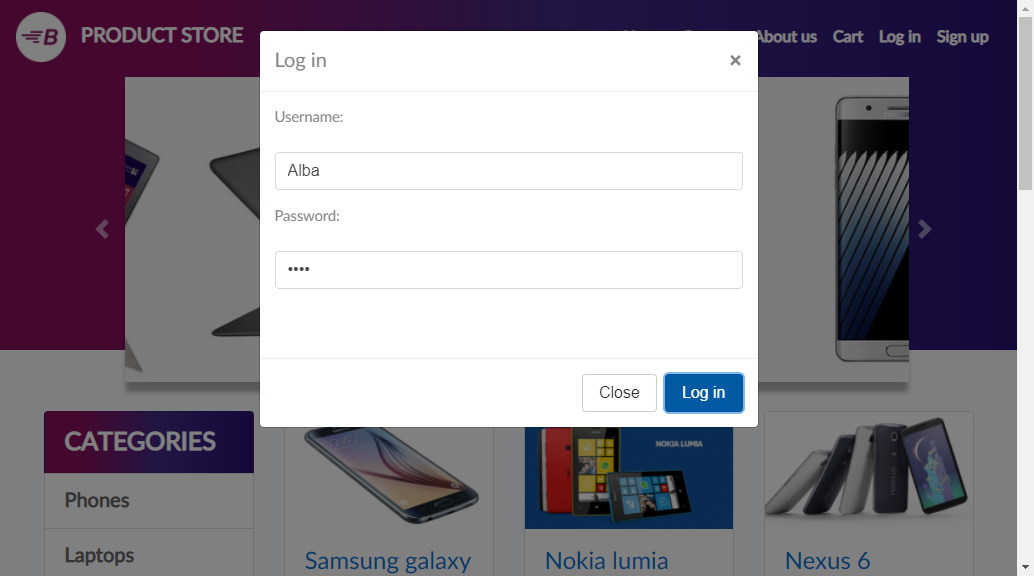 PRODUCT STORE
About us Cart Log in Sign up
Log in ×
Username:
Alba
Password:
••••
Close Log in
CATEGORIES
Phones
Laptops
NOKIA LUMIA
Samsung galaxy
Nokia lumia
Nexus 6